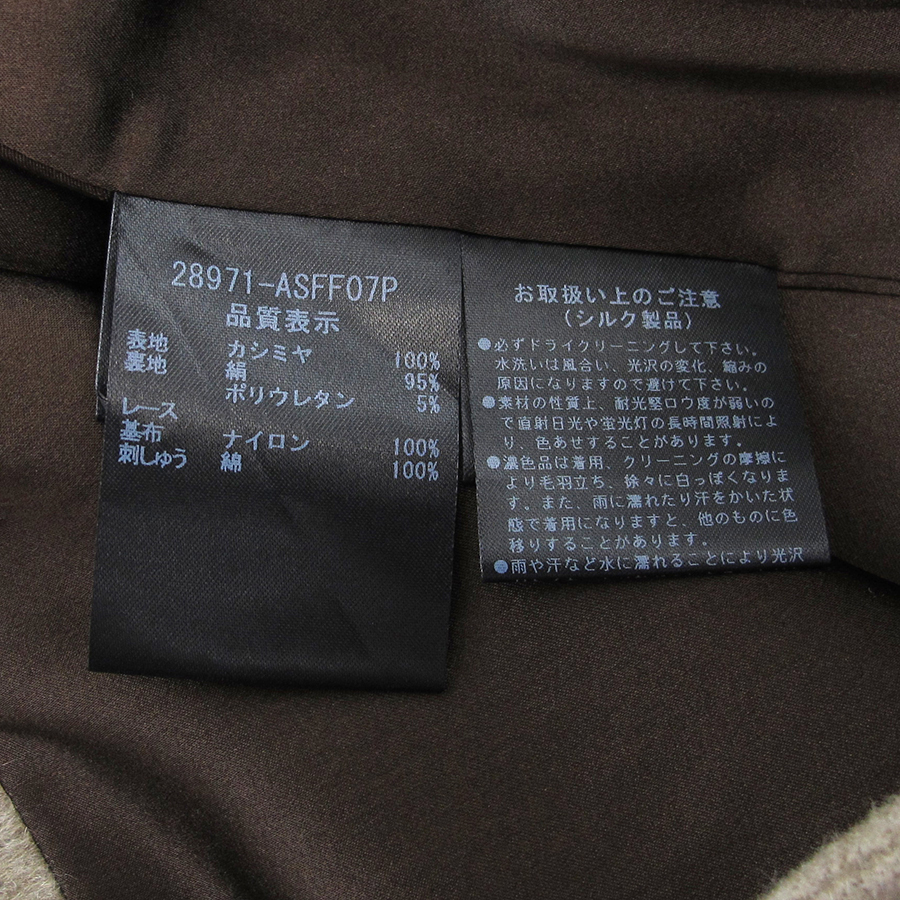 28971-ASFF07P
品質表示
表地 カシミヤ 100%
裏地 絹 95%
ポリウレタン 5%
レース
基布 ナイロン 100%
刺しゅう 綿 100%
お取扱い上のご注意
(シルク製品)
●必ずドライクリーニングして下さい。
水洗いは風合い、光沢の変化、縮みの
原因になりますので避けて下さい。
●素材の性質上、耐光堅ロウ度が弱いの
で直射日光や蛍光灯の長時間照射によ
り、色あせすることがあります。
●濃色品は着用、クリーニングの摩擦に
より毛羽立ち、徐々に白っぽくなりま
す。また、雨に濡れたり汗をかいた状
態で着用になりますと、他のものに色
移りすることがあります。
●雨や汗など水に濡れることにより光沢